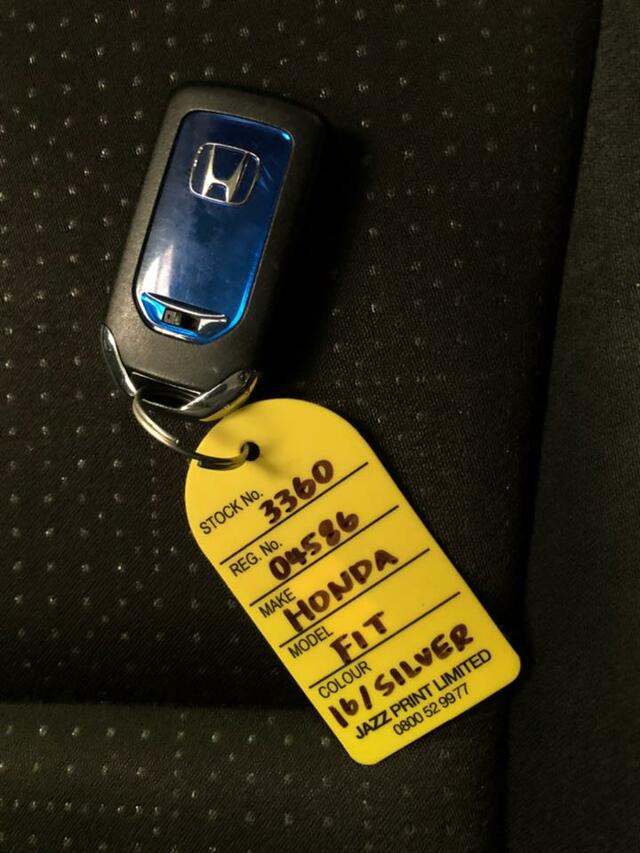 STOCK No. 3360
REG. No. 04586
MAKE HONDA
MODEL FIT
COLOUR 16/SILVER
JAZZ PRINT LIMITED
0800 52 99 77